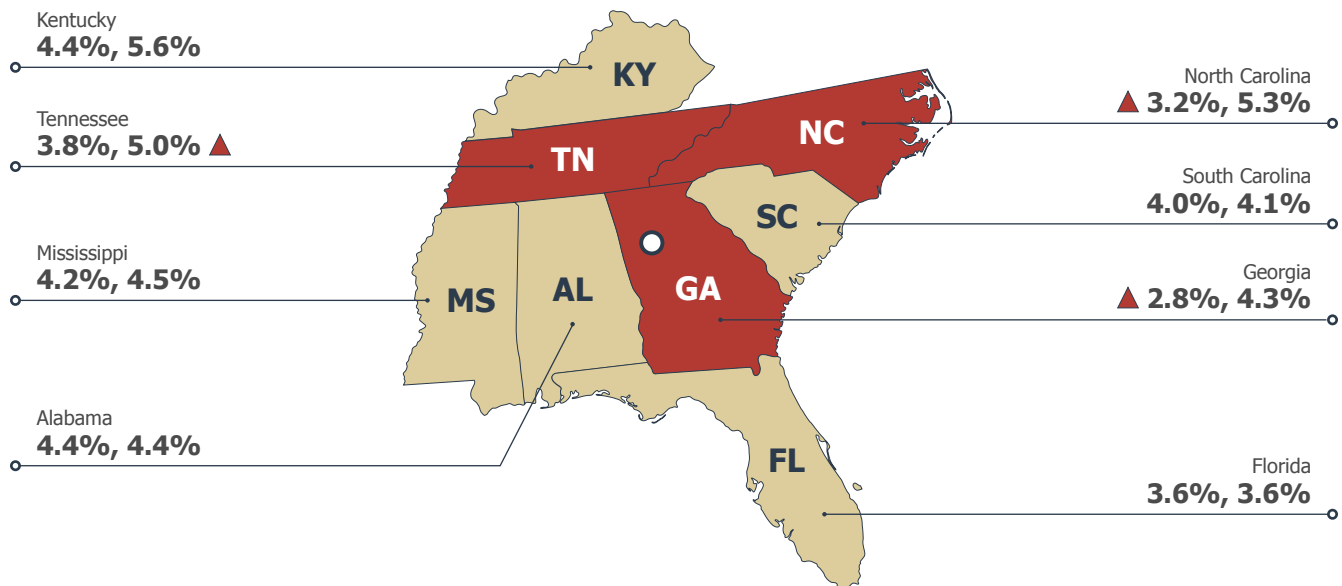 Kentucky
4.4%, 5.6%
Tennessee
3.8%, 5.0%
Mississippi
4.2%, 4.5%
Alabama
4.4%, 4.4%
KY
TN
NC
SC
MS
AL
GA
FL
North Carolina
3.2%, 5.3%
South Carolina
4.0%, 4.1%
Georgia
2.8%, 4.3%
Florida
3.6%, 3.6%